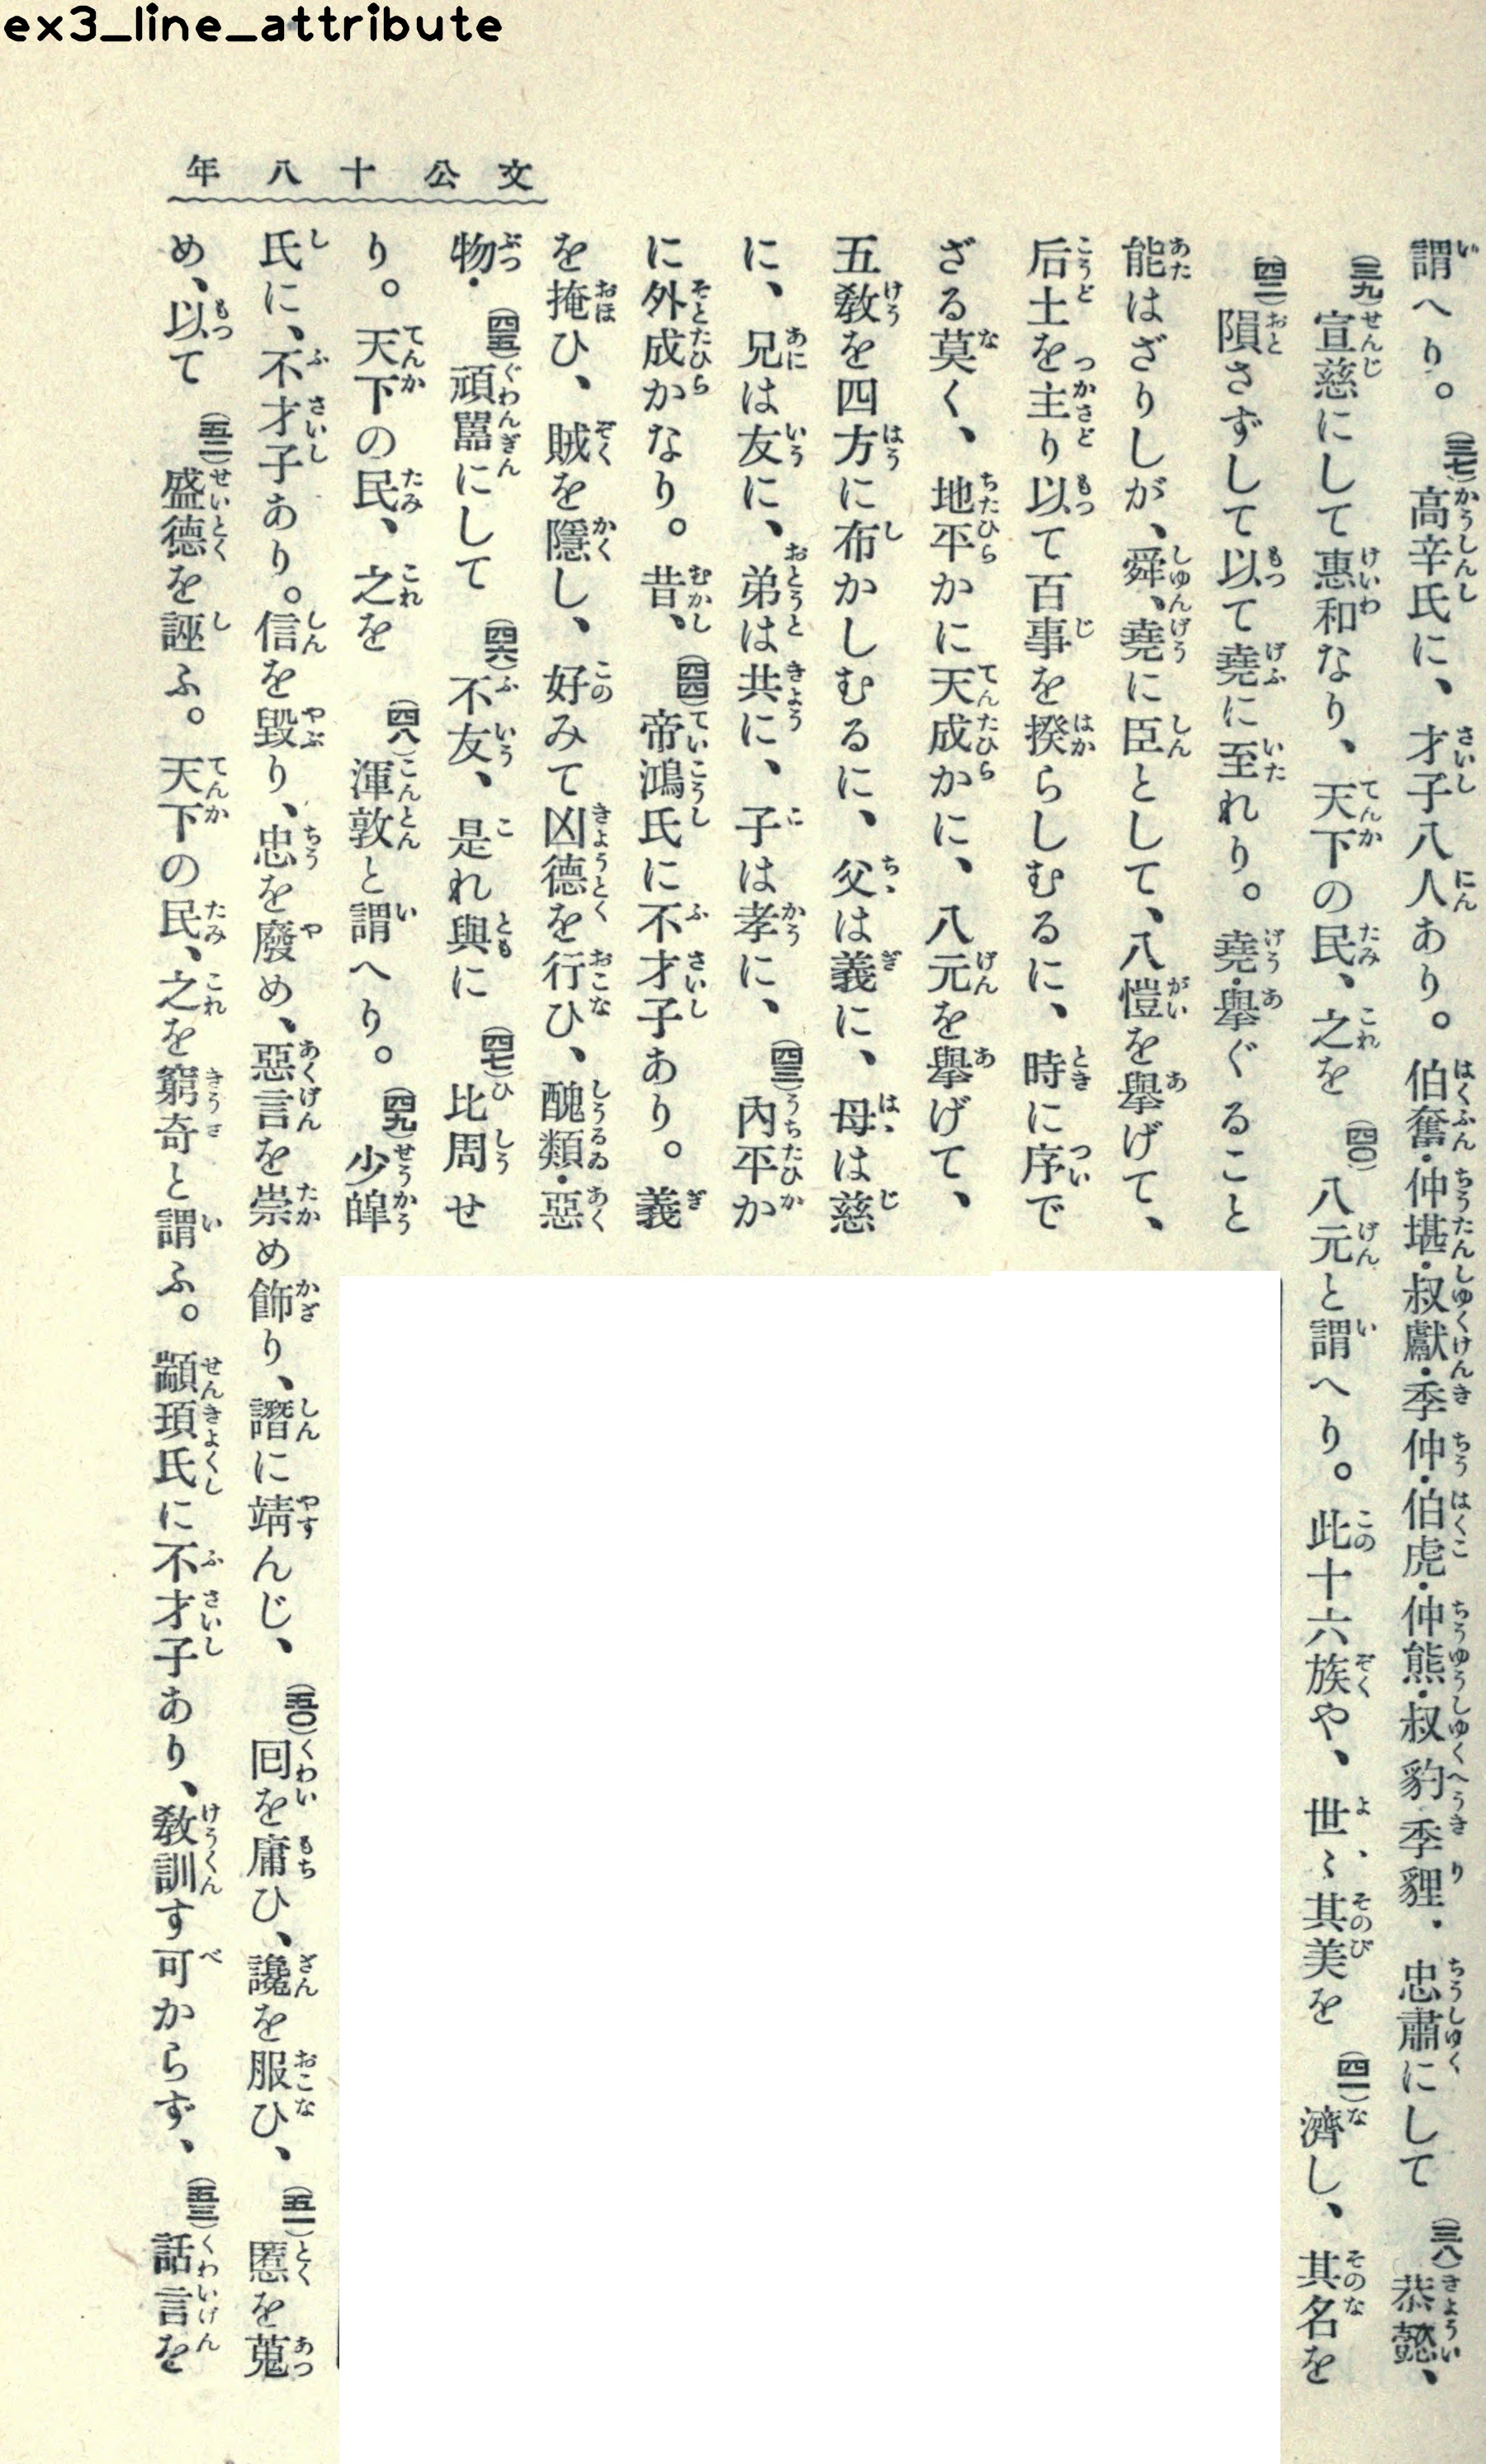 ex3_line_attribute
文公十八年
謂へり。(三七)高辛氏に、才子八人あり。伯奮・仲堪・叔獻・季仲・伯虎・仲熊・叔豹・季貍・忠肅にして(三八)恭懿、
(三九)宣慈にして惠和なり、天下の民、之を(四〇)八元と謂へり。此十六族や、世〻其美を(四一)濟し、其名を
(四二)隕さずして以て堯に至れり。堯・擧ぐること
能はざりしが、舜、堯に臣として、八愷を擧げて、
后土を主り以て百事を揆らしむるに、時に序で
ざる莫く、地平かに天成かに、八元を擧げて、
五敎を四方に布かしむるに、父は義に、母は慈
に、兄は友に、弟は共に、子は孝に、(四三)內平か
に外成かなり。昔、(四四)帝鴻氏に不才子あり。義
を掩ひ、賊を隱し、好みて凶德を行ひ、醜類・惡
物・(四五)頑嚚にして(四六)不友、是れ與に(四七)比周せ
り。天下の民、之を(四八)渾敦と謂へり。(四九)少皞
氏に、不才子あり。信を毀り、忠を廢め、惡言を崇め飾り、譖に靖んじ、(五〇)囘を庸ひ、讒を服ひ、(五一)慝を蒐
め、以て(五二)盛德を誣ふ。天下の民、之を窮奇と謂ふ。顓頊氏に不才子あり、敎訓す可からず、(五三)話言を